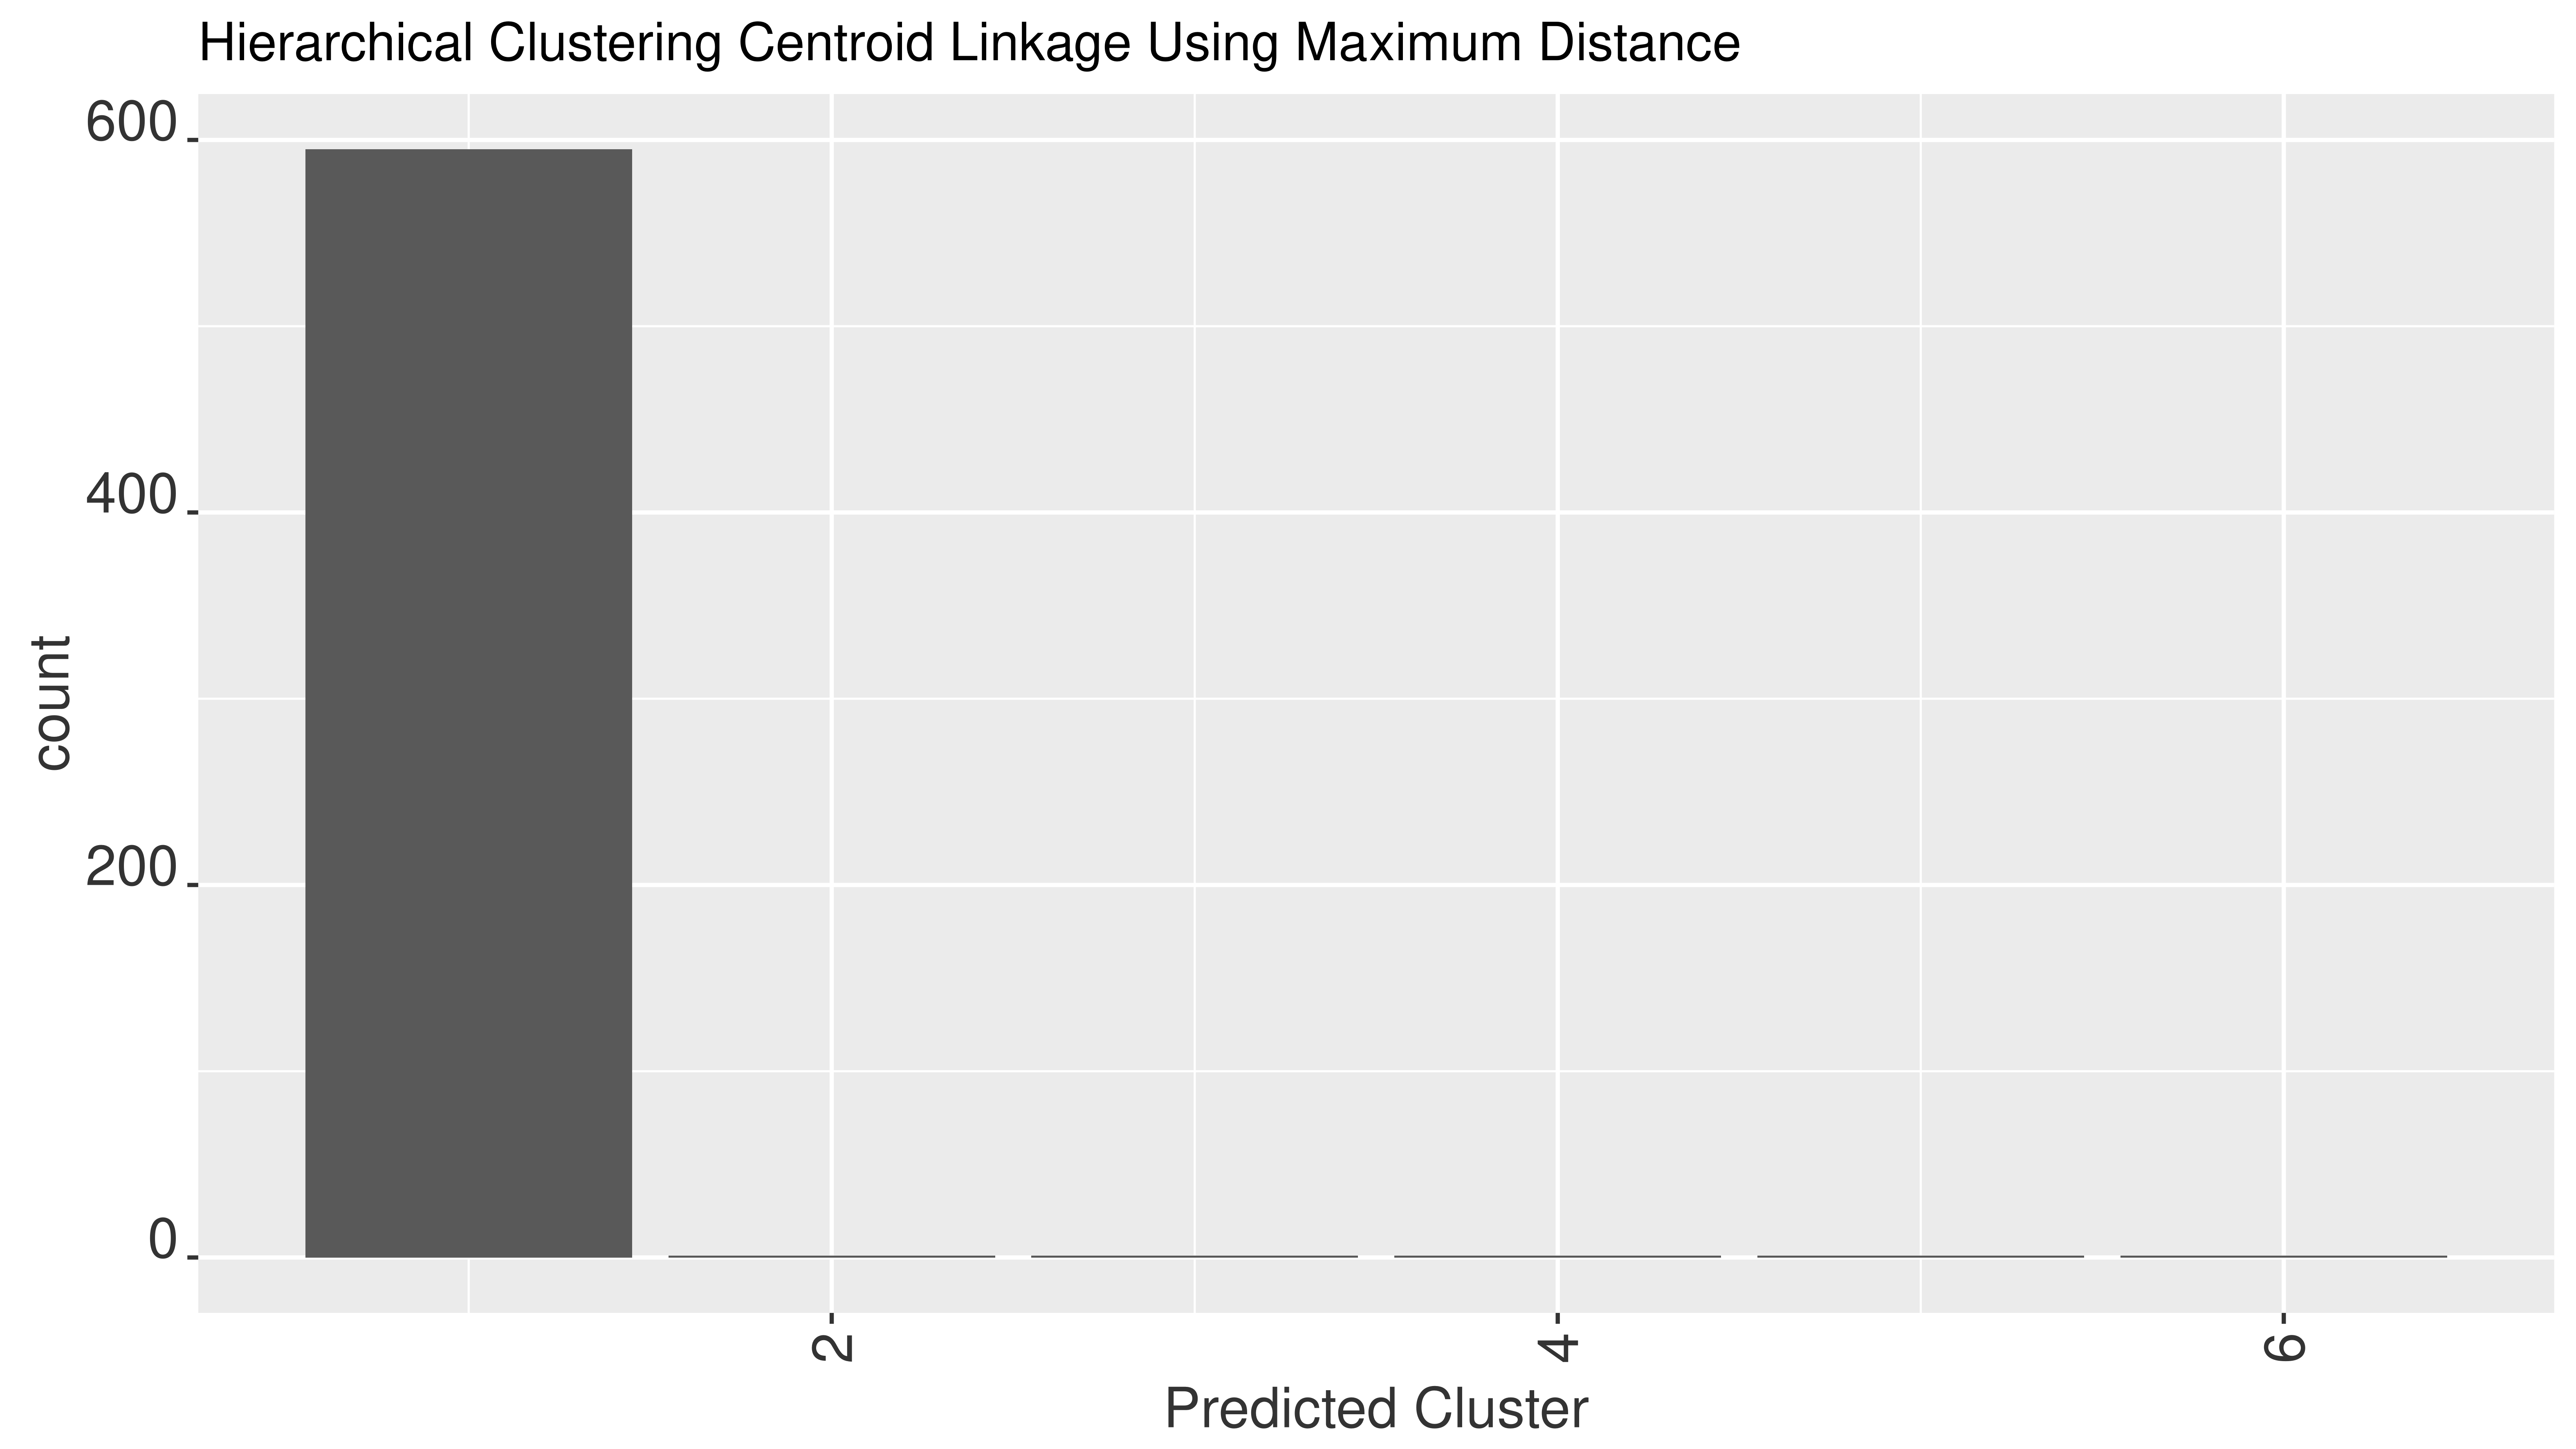 Hierarchical Clustering Centroid Linkage Using Maximum Distance
600
400
200
0
count
2
4
6
Predicted Cluster